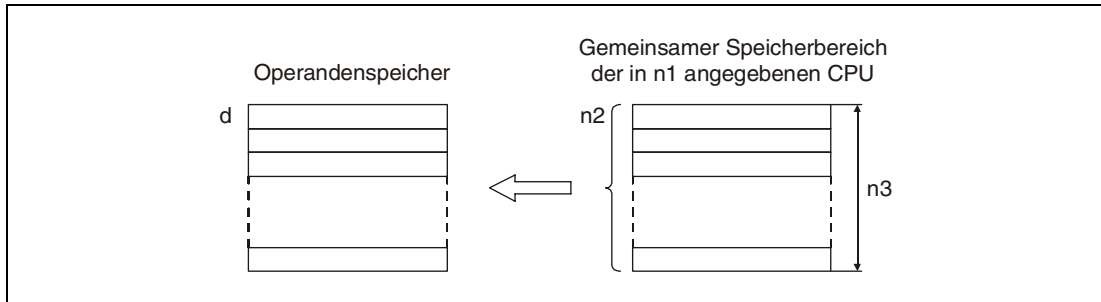 Operandenspeicher
Gemeinsamer Speicherbereich
der in n1 angegebenen CPU
d
n2
n3